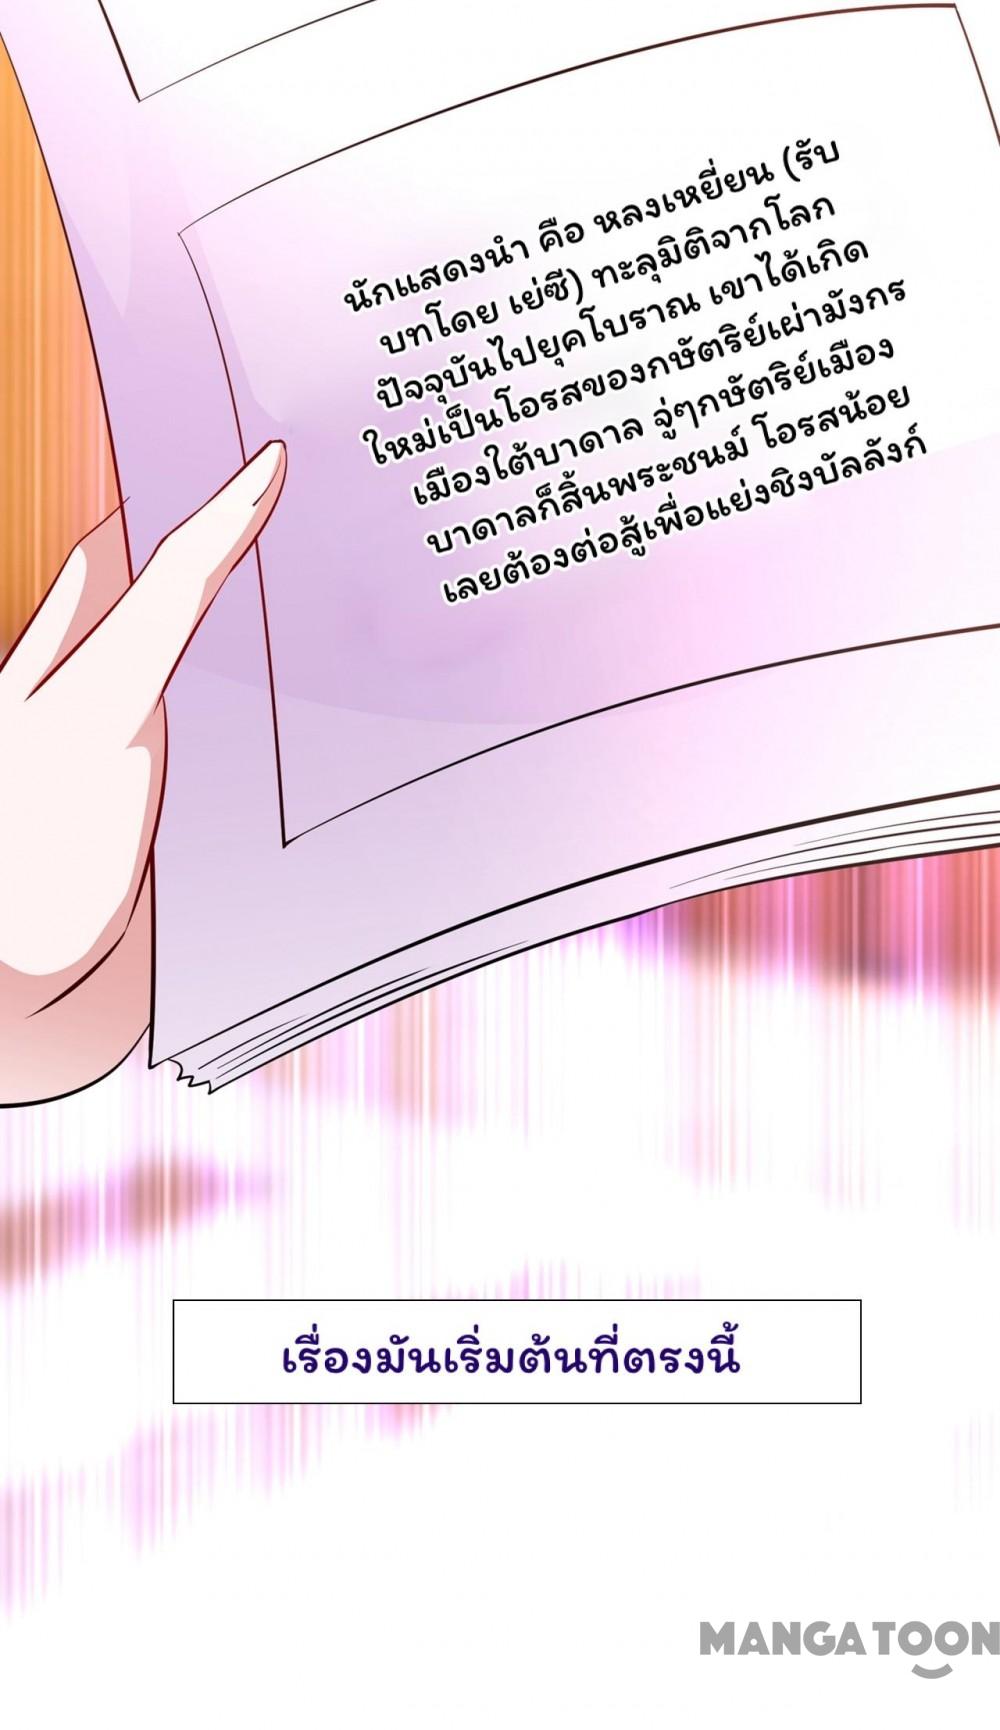 นักแสดงนำ คือ หลงเหยี่ยน (รับ
บทโดย เย่ซี) ทะลุมิติจากโลก
ปัจจุบันไปยุคโบราณ เขาได้เกิด
ใหม่เป็นโอรสของกษัตริย์เผ่ามังกร
เมืองใต้บาดาล จู่ๆกษัตริย์เมือง
บาดาลก็สิ้นพระชนม์ โอรสน้อย
เลยต้องต่อสู้เพื่อแย่งชิงบัลลังก์
เรื่องมันเริ่มต้นที่ตรงนี้
MANGATOON